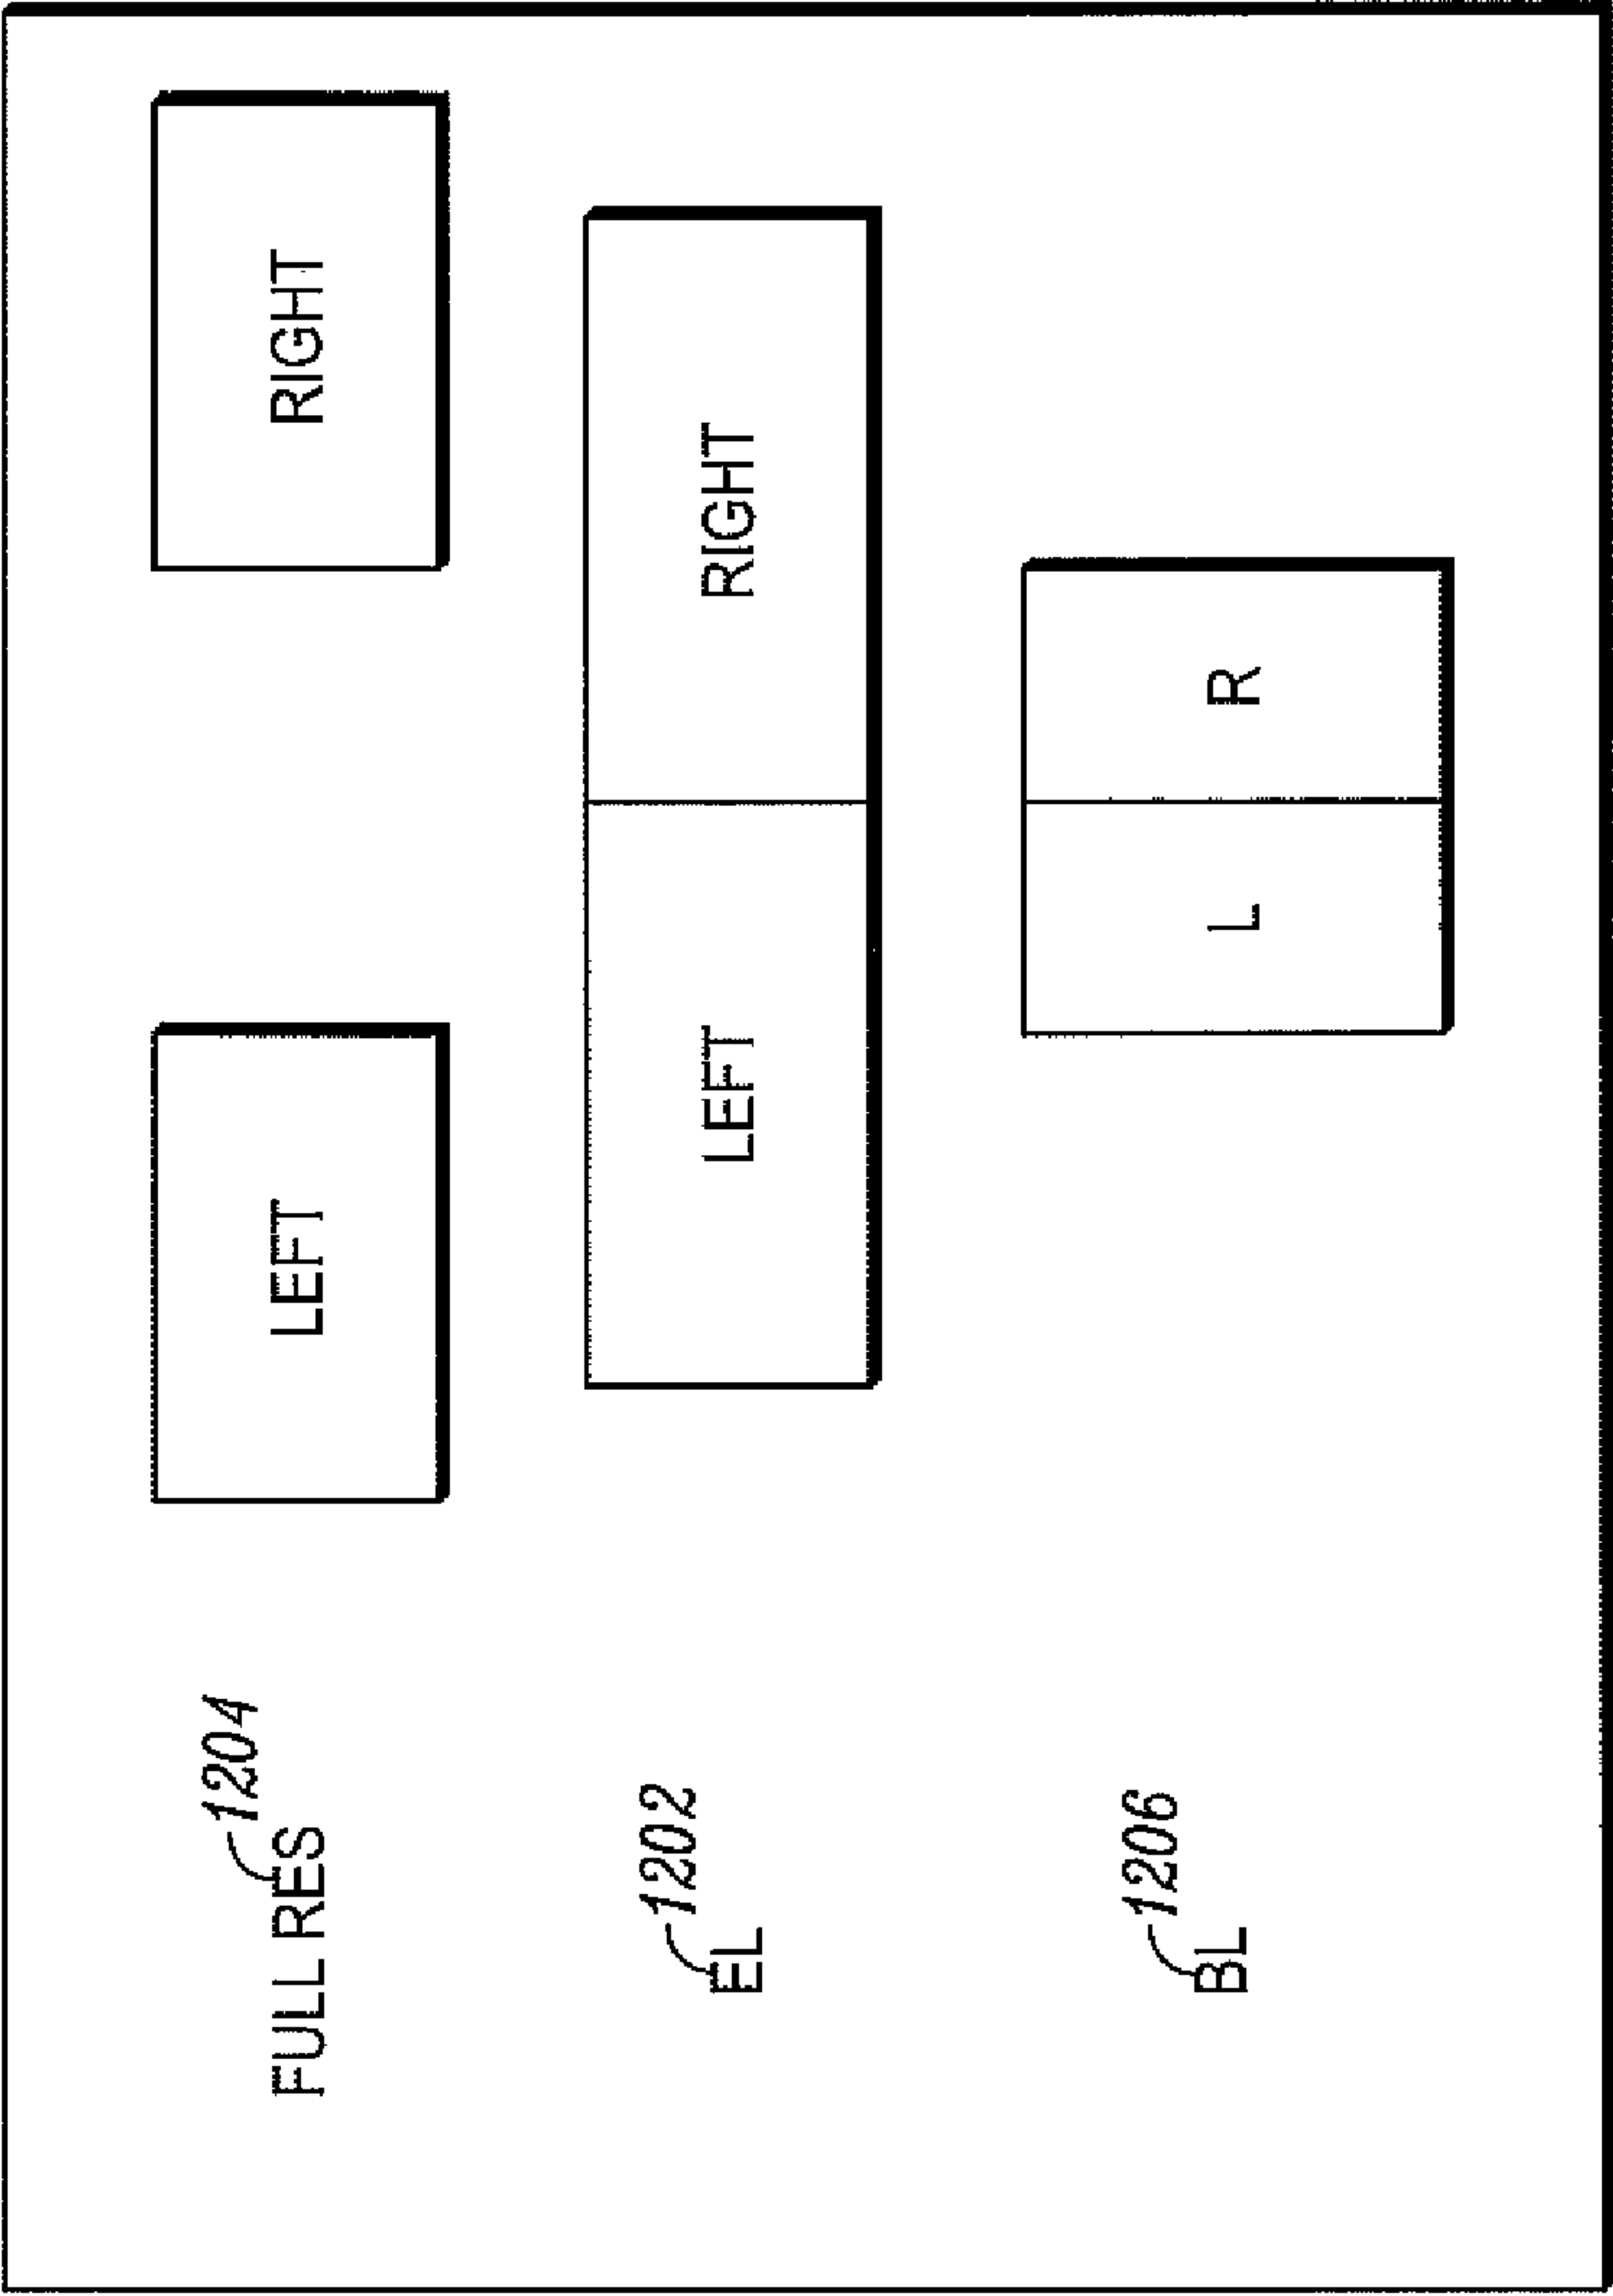 1204
FULL RES LEFT RIGHT
1202
EL LEFT RIGHT
1206
BL L R